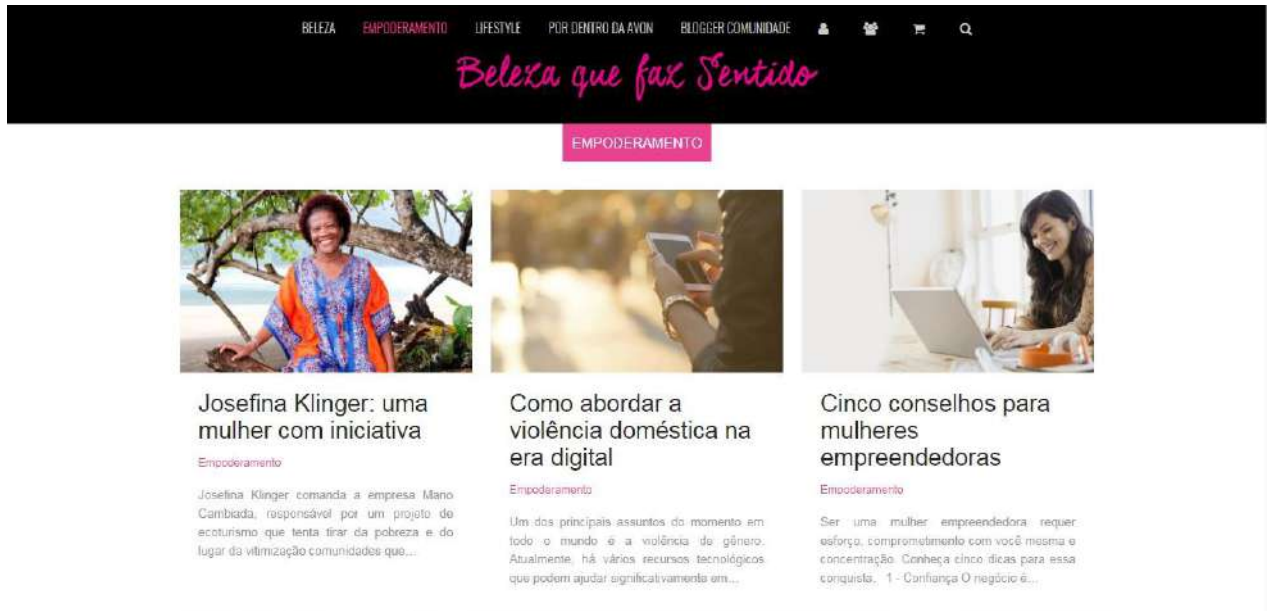 BELEZA EMPODERAMENTO LIFESTYLE POR DENTRO DA AVON BLOGGER COMUNIDADE
Beleza que faz Sentido
EMPODERAMENTO
Josefina Klinger: uma
mulher com iniciativa
Empoderamento
Josefina Klinger comanda a empresa Mano
Cambiada, responsável por um projeto de
ecoturismo que tenta tirar da pobreza e do
lugar da vitimização comunidades que...
Como abordar a
violência doméstica na
era digital
Empoderamento
Um dos principais assuntos do momento em
todo o mundo é a violência de gênero.
Atualmente, há vários recursos tecnológicos
que podem ajudar significativamente em...
Cinco conselhos para
mulheres
empreendedoras
Empoderamento
Ser uma mulher empreendedora requer
esforço, comprometimento com você mesma e
concentração. Conheça cinco dicas para essa
conquista. 1 - Confiança O negócio é...